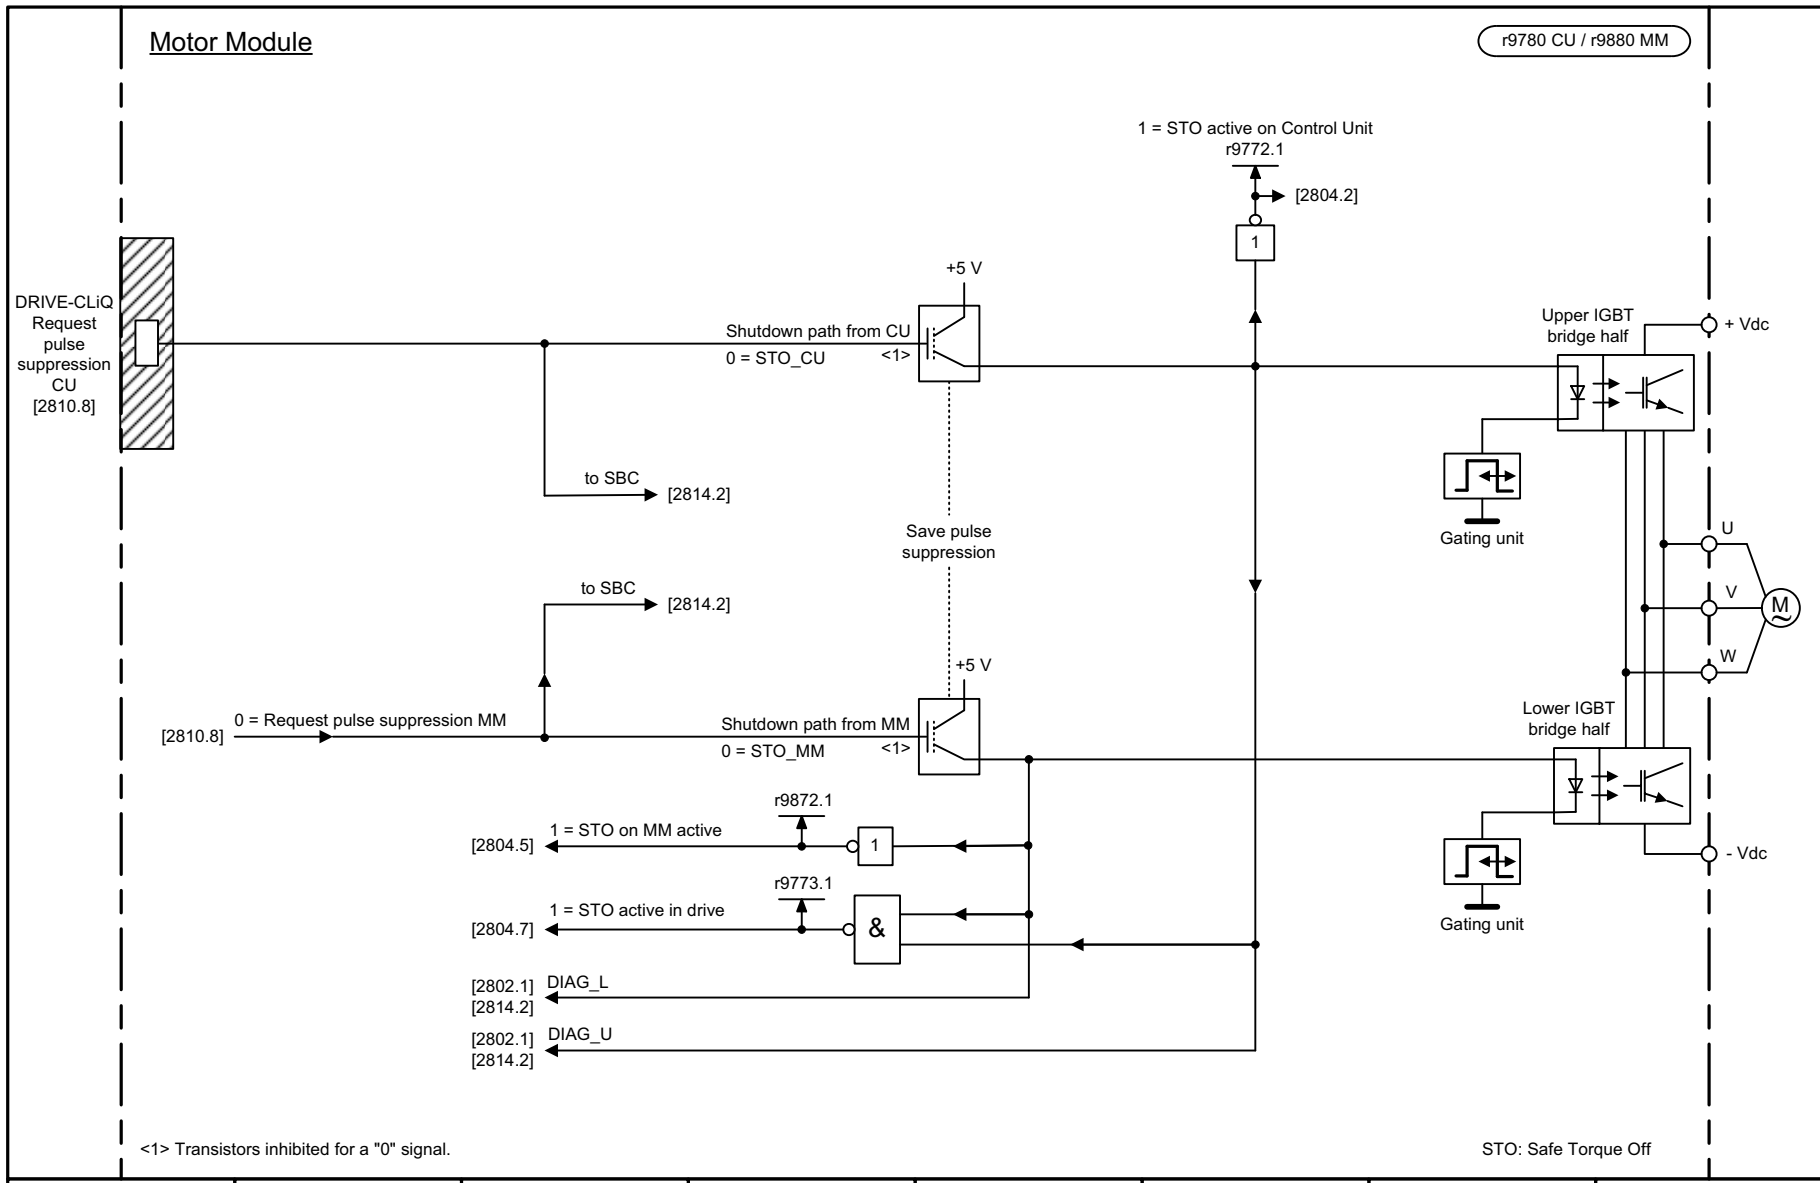 Motor Module
r9780 CU / r9880 MM
1 = STO active on Control Unit
r9772.1
[2804.2]
1
+5 V
DRIVE-CLiQ
Request
pulse
suppression
CU
[2810.8]
Shutdown path from CU
0 = STO_CU
<1>
Upper IGBT
bridge half
+ Vdc
to SBC
[2814.2]
Gating unit
Save pulse
suppression
U
V
W
M
~
to SBC
[2814.2]
+5 V
[2810.8]
0 = Request pulse suppression MM
Shutdown path from MM
0 = STO_MM
<1>
Lower IGBT
bridge half
r9872.1
[2804.5]
1 = STO on MM active
1
- Vdc
r9773.1
[2804.7]
1 = STO active in drive
&
Gating unit
[2802.1]
[2814.2]
DIAG_L
[2802.1]
[2814.2]
DIAG_U
<1> Transistors inhibited for a "0" signal.
STO: Safe Torque Off